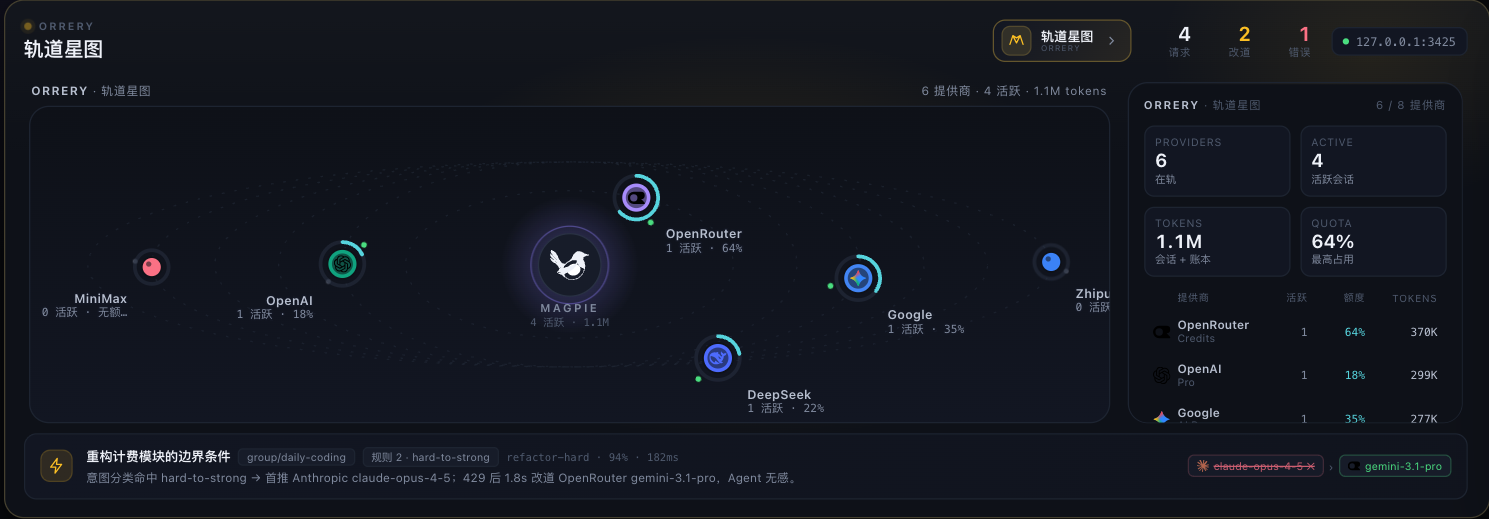 ORRERY
轨道星图
轨道星图
ORRERY
4
请求
2
改道
1
错误
127.0.0.1:3425
ORRERY · 轨道星图
6 提供商 · 4 活跃 · 1.1M tokens
OpenRouter
1 活跃 · 64%
MiniMax
0 活跃 · 无额…
OpenAI
1 活跃 · 18%
MAGPIE
4 活跃 · 1.1M
Google
1 活跃 · 35%
Zhipu
0 活跃
DeepSeek
1 活跃 · 22%
ORRERY · 轨道星图
6 / 8 提供商
PROVIDERS
6
在轨
ACTIVE
4
活跃会话
TOKENS
1.1M
会话 + 账本
QUOTA
64%
最高占用
提供商 活跃 额度 TOKENS
OpenRouter 1 64% 370K
Credits
OpenAI 1 18% 299K
Pro
Google 1 35% 277K
重构计费模块的边界条件 group/daily-coding 规则 2 · hard-to-strong refactor-hard · 94% · 182ms
意图分类命中 hard-to-strong → 首推 Anthropic claude-opus-4-5；429 后 1.8s 改道 OpenRouter gemini-3.1-pro，Agent 无感。
claude-opus-4-5 ✕ › gemini-3.1-pro